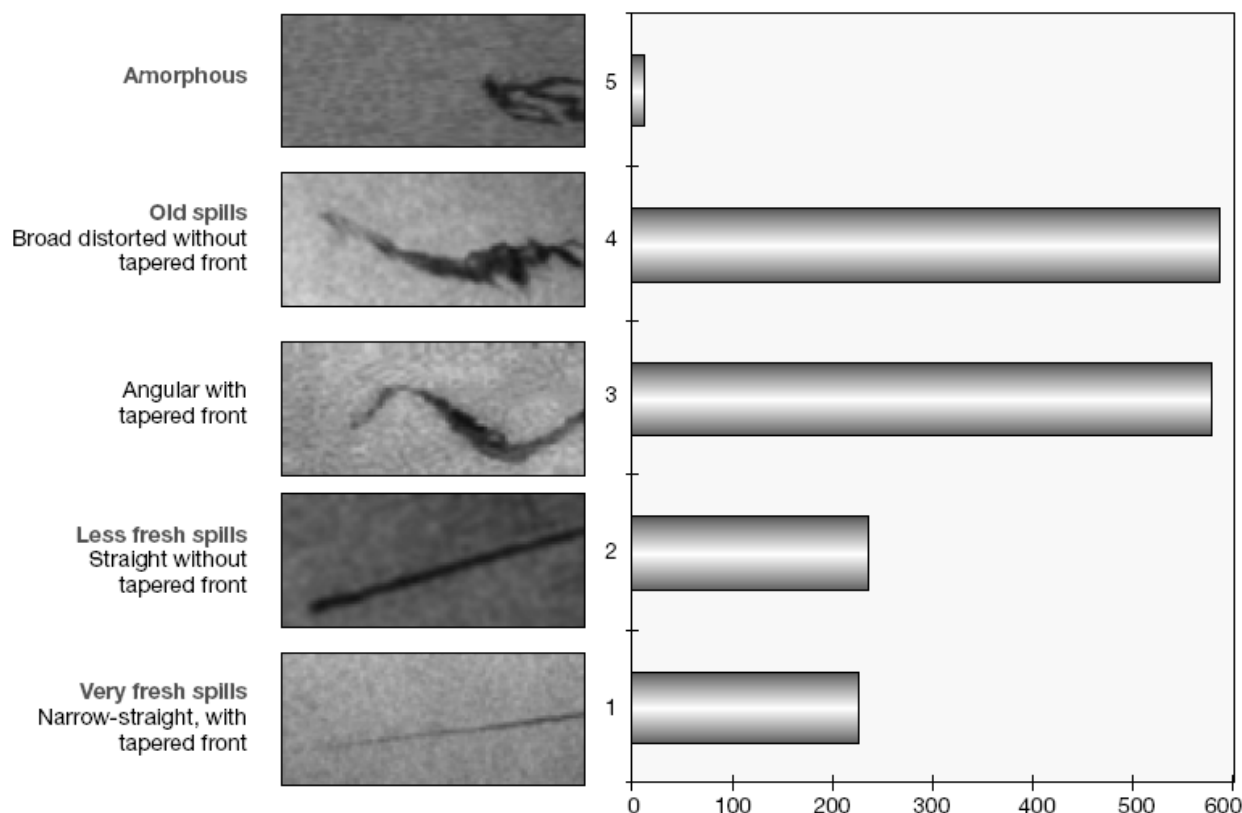 Amorphous
5
Old spills
Broad distorted without
tapered front
4
Angular with
tapered front
3
Less fresh spills
Straight without
tapered front
2
Very fresh spills
Narrow-straight, with
tapered front
1
0 100 200 300 400 500 600